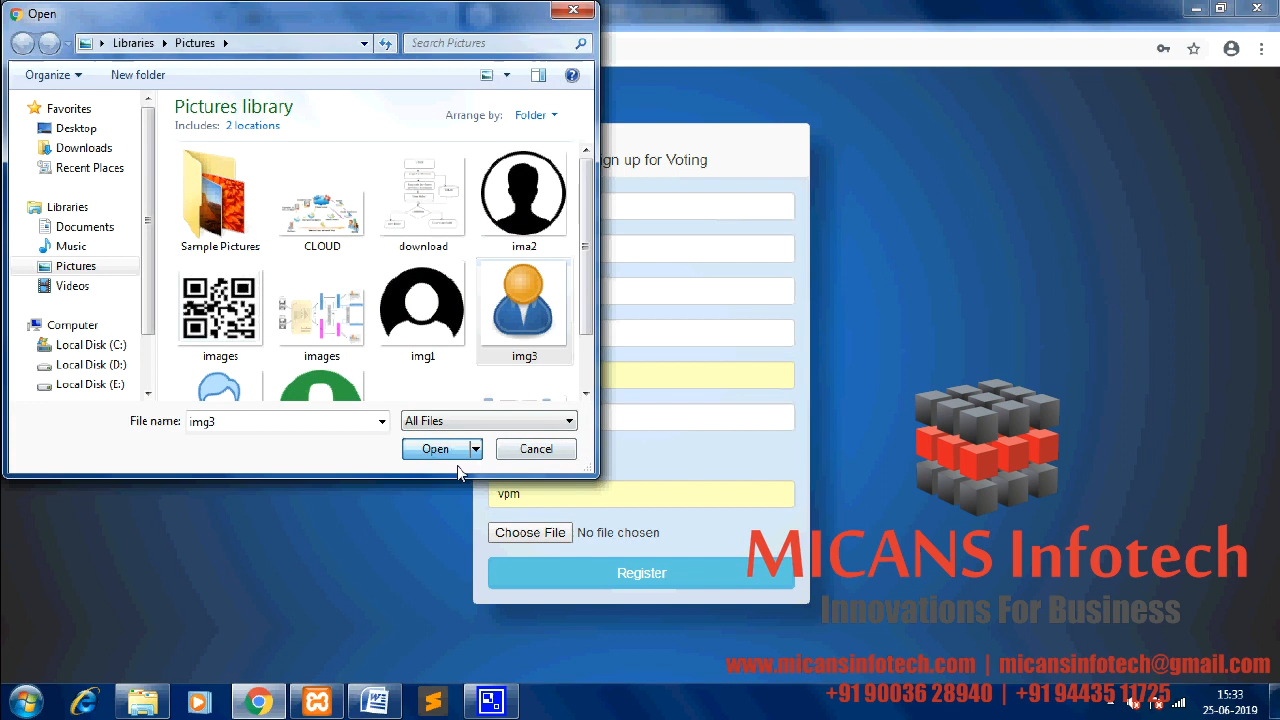 Open
Libraries Pictures
Search Pictures
Organize
New folder
Favorites
Desktop
Downloads
Recent Places
Libraries
Documents
Music
Pictures
Videos
Computer
Local Disk (C:)
Local Disk (D:)
Local Disk (E:)
Pictures library
Includes: 2 locations
Arrange by: Folder
Sample Pictures
CLOUD
download
ima2
images
images
img1
img3
File name: img3
All Files
Open
Cancel
gn up for Voting
vpm
Choose File No file chosen
Register
MICANS Infotech
Innovations For Business
www.micansinfotech.com | micansinfotech@gmail.com
+91 90036 28940 | +91 94435 11725
15:33
25-06-2019